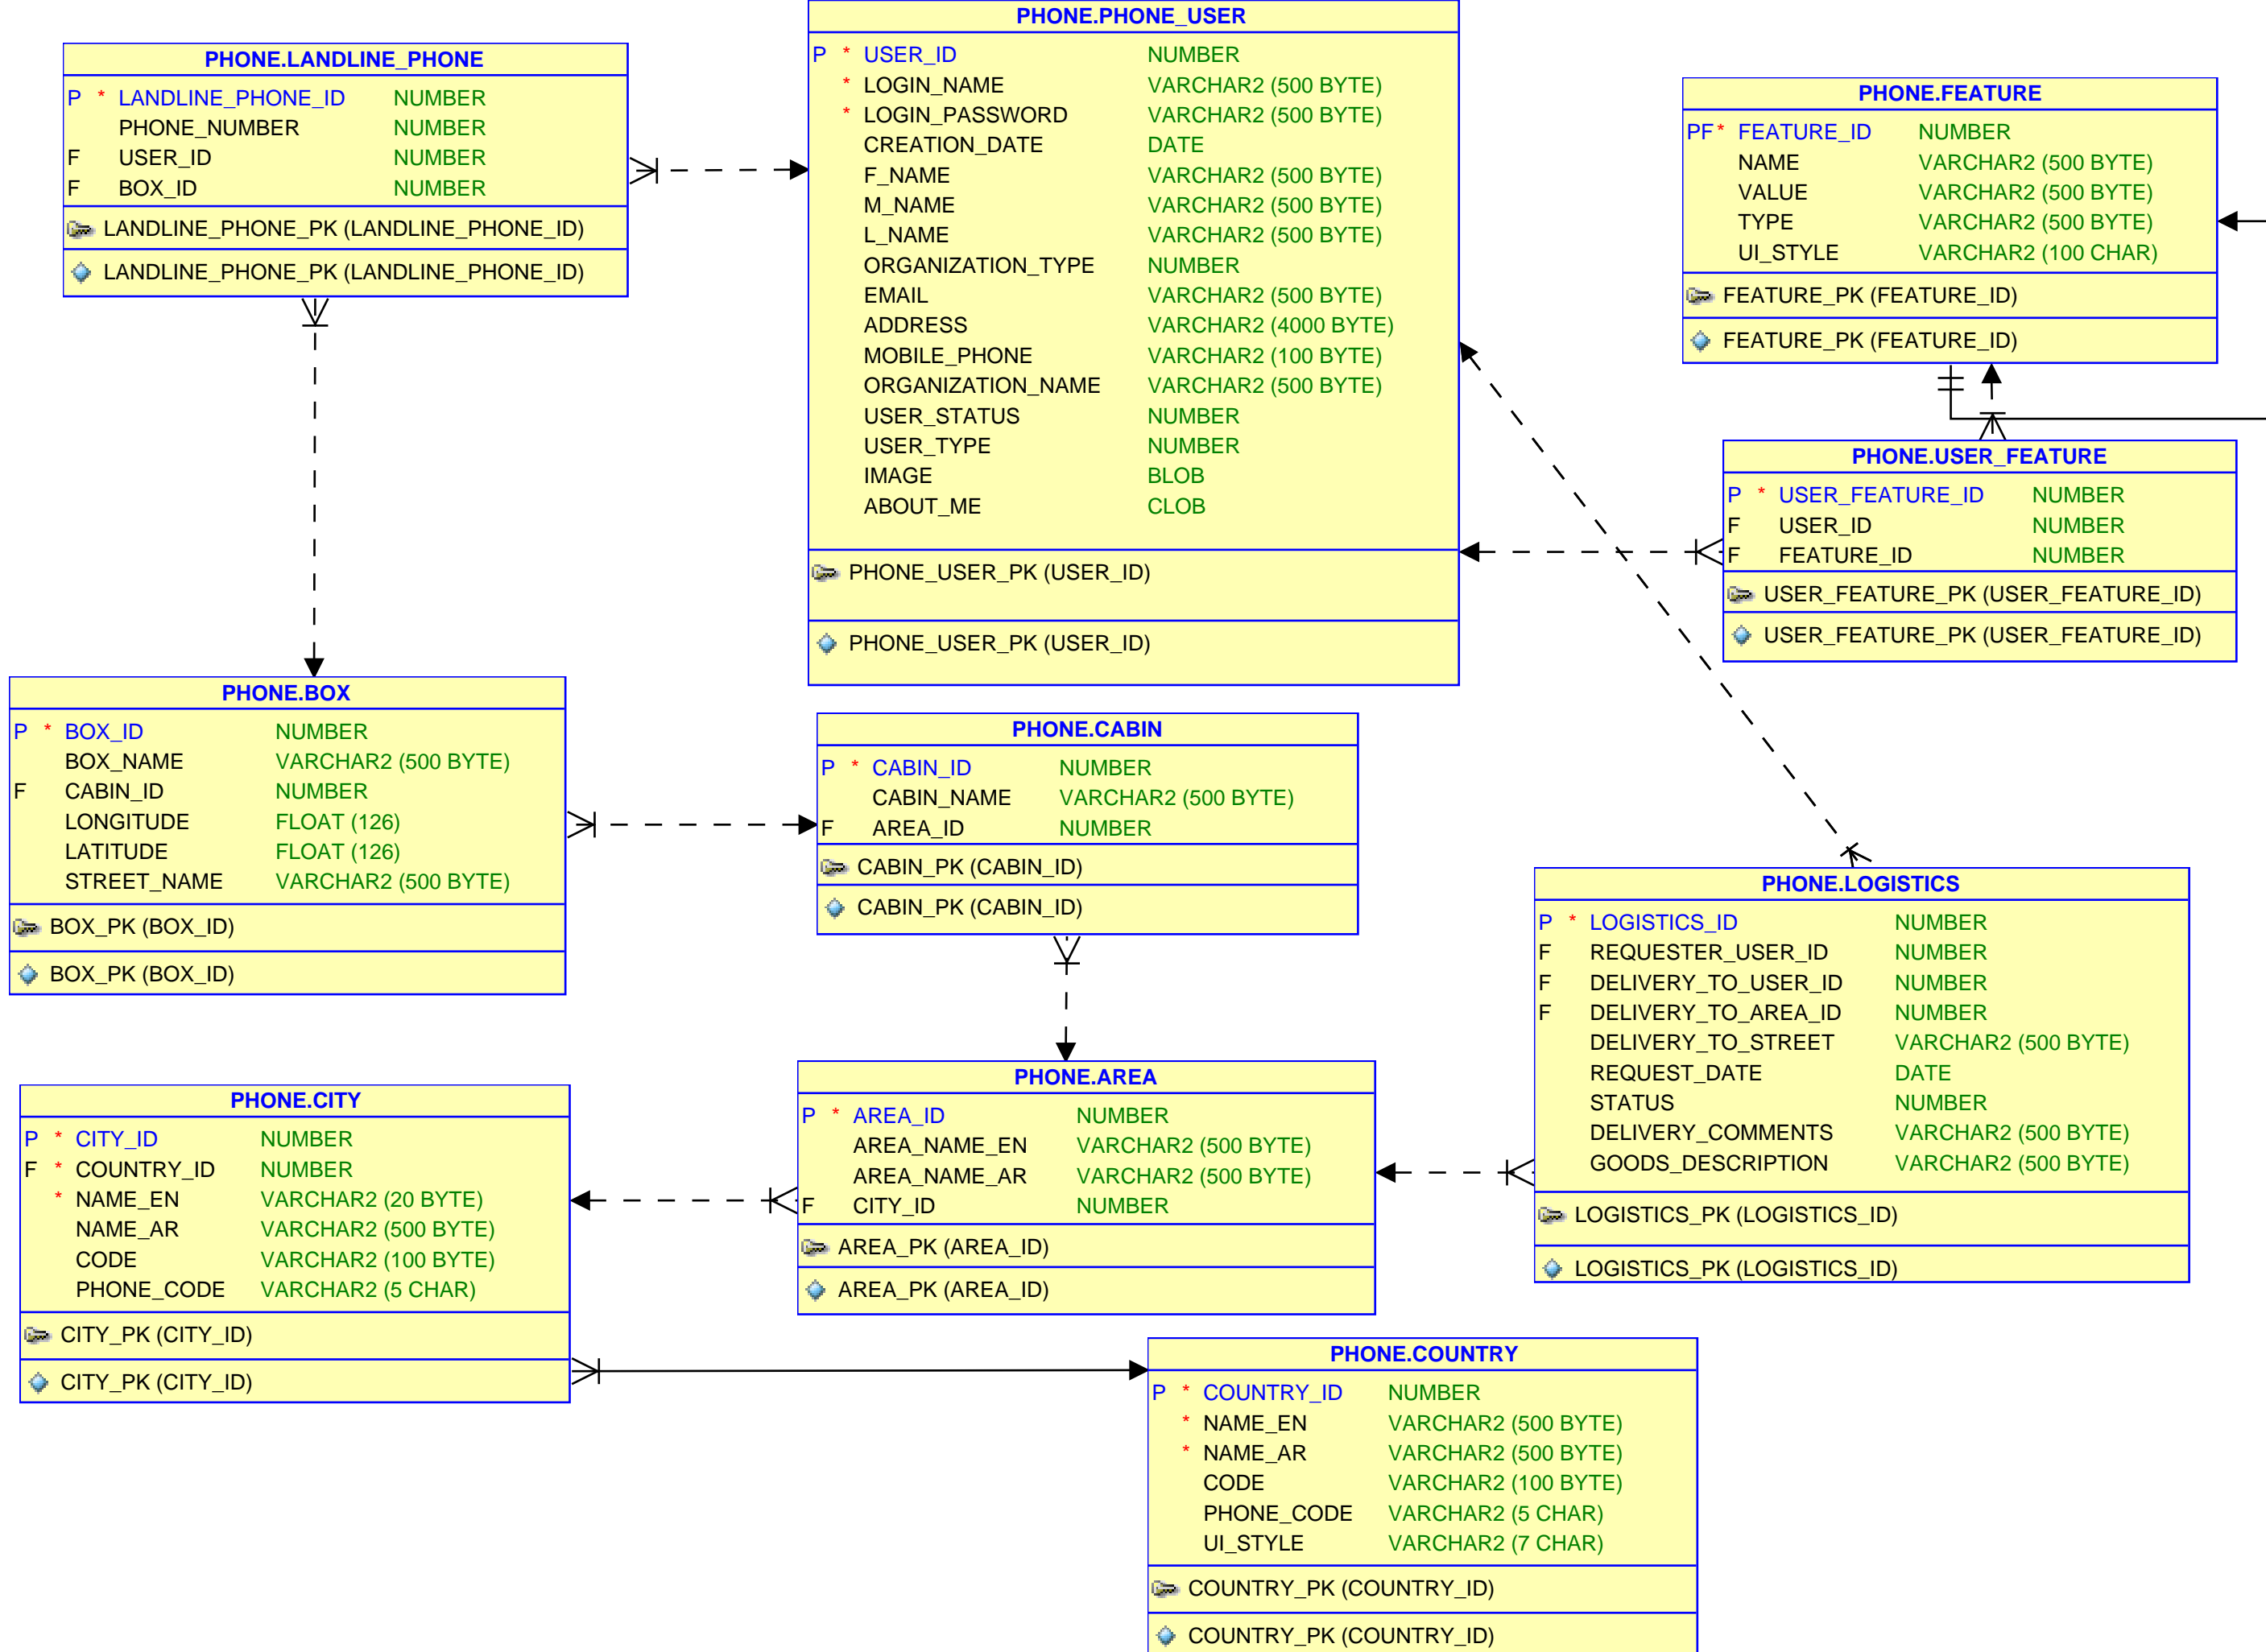 PHONE.LANDLINE_PHONE
P * LANDLINE_PHONE_ID NUMBER
PHONE_NUMBER NUMBER
F USER_ID NUMBER
F BOX_ID NUMBER
LANDLINE_PHONE_PK (LANDLINE_PHONE_ID)
LANDLINE_PHONE_PK (LANDLINE_PHONE_ID)
PHONE.PHONE_USER
P * USER_ID NUMBER
* LOGIN_NAME VARCHAR2 (500 BYTE)
* LOGIN_PASSWORD VARCHAR2 (500 BYTE)
CREATION_DATE DATE
F_NAME VARCHAR2 (500 BYTE)
M_NAME VARCHAR2 (500 BYTE)
L_NAME VARCHAR2 (500 BYTE)
ORGANIZATION_TYPE NUMBER
EMAIL VARCHAR2 (500 BYTE)
ADDRESS VARCHAR2 (4000 BYTE)
MOBILE_PHONE VARCHAR2 (100 BYTE)
ORGANIZATION_NAME VARCHAR2 (500 BYTE)
USER_STATUS NUMBER
USER_TYPE NUMBER
IMAGE BLOB
ABOUT_ME CLOB
PHONE_USER_PK (USER_ID)
PHONE_USER_PK (USER_ID)
PHONE.FEATURE
PF * FEATURE_ID NUMBER
NAME VARCHAR2 (500 BYTE)
VALUE VARCHAR2 (500 BYTE)
TYPE VARCHAR2 (500 BYTE)
UI_STYLE VARCHAR2 (100 CHAR)
FEATURE_PK (FEATURE_ID)
FEATURE_PK (FEATURE_ID)
PHONE.USER_FEATURE
P * USER_FEATURE_ID NUMBER
F USER_ID NUMBER
F FEATURE_ID NUMBER
USER_FEATURE_PK (USER_FEATURE_ID)
USER_FEATURE_PK (USER_FEATURE_ID)
PHONE.BOX
P * BOX_ID NUMBER
BOX_NAME VARCHAR2 (500 BYTE)
F CABIN_ID NUMBER
LONGITUDE FLOAT (126)
LATITUDE FLOAT (126)
STREET_NAME VARCHAR2 (500 BYTE)
BOX_PK (BOX_ID)
BOX_PK (BOX_ID)
PHONE.CABIN
P * CABIN_ID NUMBER
CABIN_NAME VARCHAR2 (500 BYTE)
F AREA_ID NUMBER
CABIN_PK (CABIN_ID)
CABIN_PK (CABIN_ID)
PHONE.LOGISTICS
P * LOGISTICS_ID NUMBER
F REQUESTER_USER_ID NUMBER
F DELIVERY_TO_USER_ID NUMBER
F DELIVERY_TO_AREA_ID NUMBER
DELIVERY_TO_STREET VARCHAR2 (500 BYTE)
REQUEST_DATE DATE
STATUS NUMBER
DELIVERY_COMMENTS VARCHAR2 (500 BYTE)
GOODS_DESCRIPTION VARCHAR2 (500 BYTE)
LOGISTICS_PK (LOGISTICS_ID)
LOGISTICS_PK (LOGISTICS_ID)
PHONE.CITY
P * CITY_ID NUMBER
F * COUNTRY_ID NUMBER
* NAME_EN VARCHAR2 (20 BYTE)
NAME_AR VARCHAR2 (500 BYTE)
CODE VARCHAR2 (100 BYTE)
PHONE_CODE VARCHAR2 (5 CHAR)
CITY_PK (CITY_ID)
CITY_PK (CITY_ID)
PHONE.AREA
P * AREA_ID NUMBER
AREA_NAME_EN VARCHAR2 (500 BYTE)
AREA_NAME_AR VARCHAR2 (500 BYTE)
F CITY_ID NUMBER
AREA_PK (AREA_ID)
AREA_PK (AREA_ID)
PHONE.COUNTRY
P * COUNTRY_ID NUMBER
* NAME_EN VARCHAR2 (500 BYTE)
* NAME_AR VARCHAR2 (500 BYTE)
CODE VARCHAR2 (100 BYTE)
PHONE_CODE VARCHAR2 (5 CHAR)
UI_STYLE VARCHAR2 (7 CHAR)
COUNTRY_PK (COUNTRY_ID)
COUNTRY_PK (COUNTRY_ID)